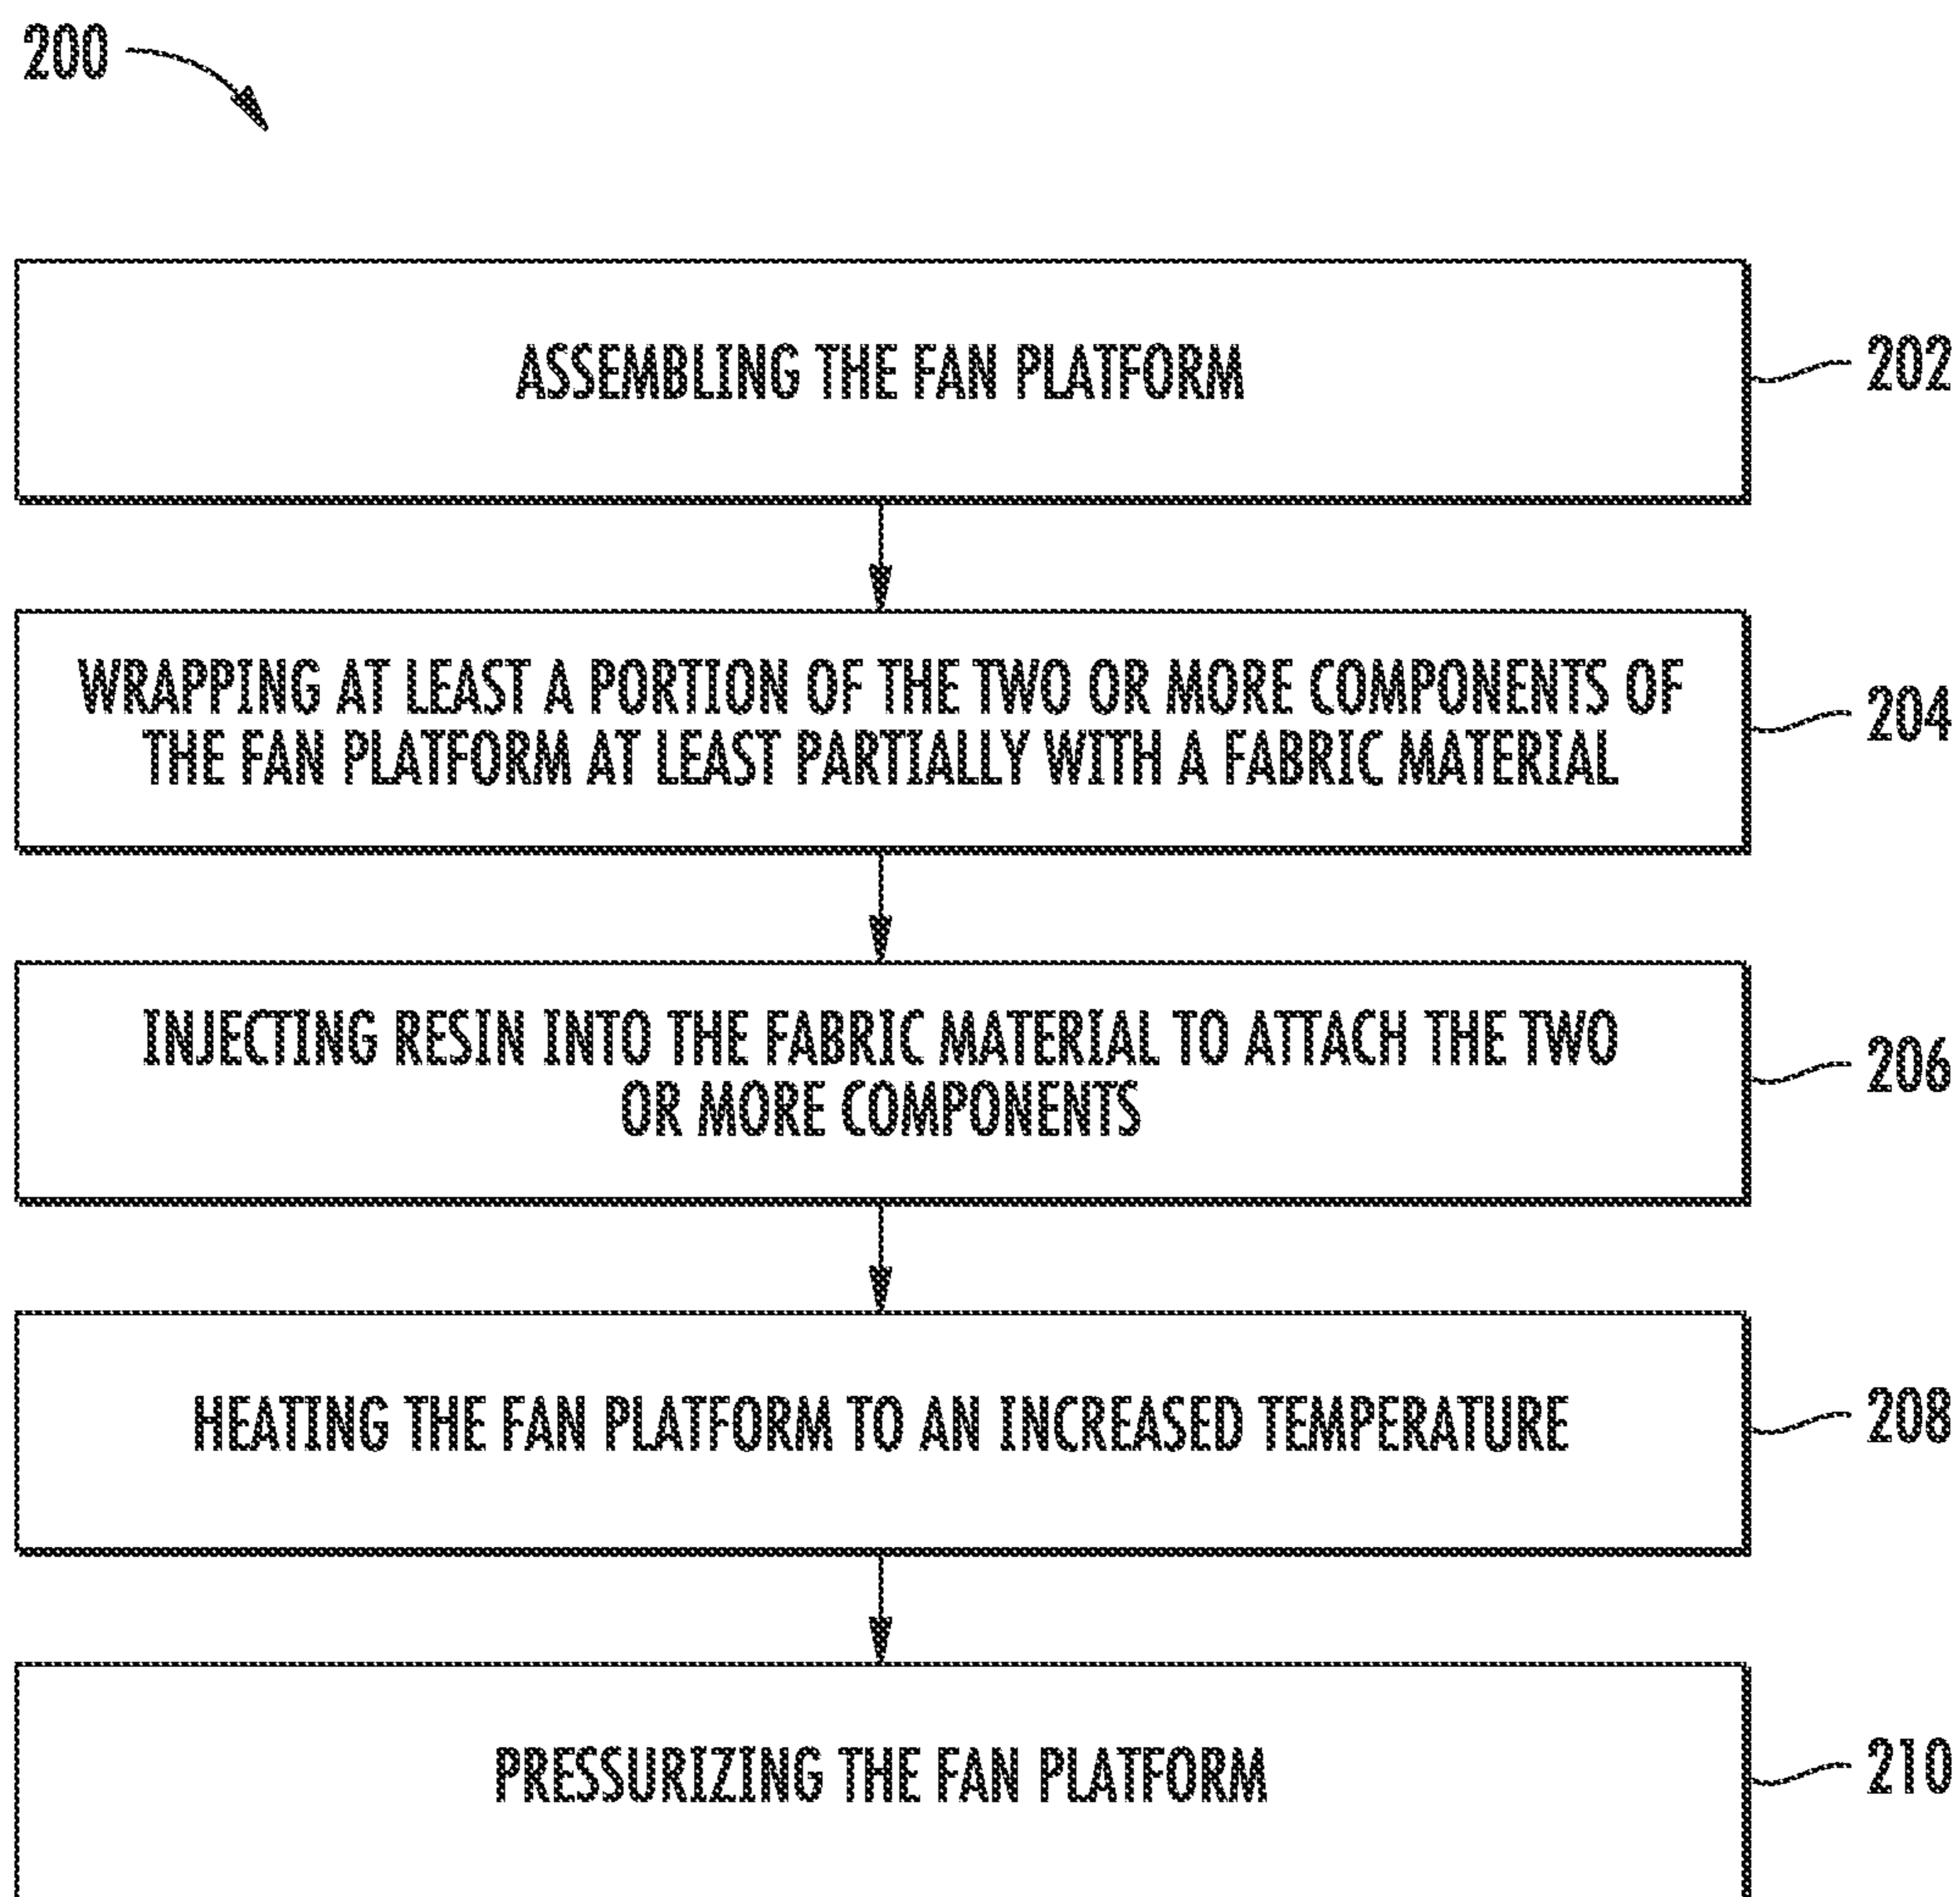 200
ASSEMBLING THE FAN PLATFORM
202
WRAPPING AT LEAST A PORTION OF THE TWO OR MORE COMPONENTS OF
THE FAN PLATFORM AT LEAST PARTIALLY WITH A FABRIC MATERIAL
204
INJECTING RESIN INTO THE FABRIC MATERIAL TO ATTACH THE TWO
OR MORE COMPONENTS
206
HEATING THE FAN PLATFORM TO AN INCREASED TEMPERATURE
208
PRESSURIZING THE FAN PLATFORM
210